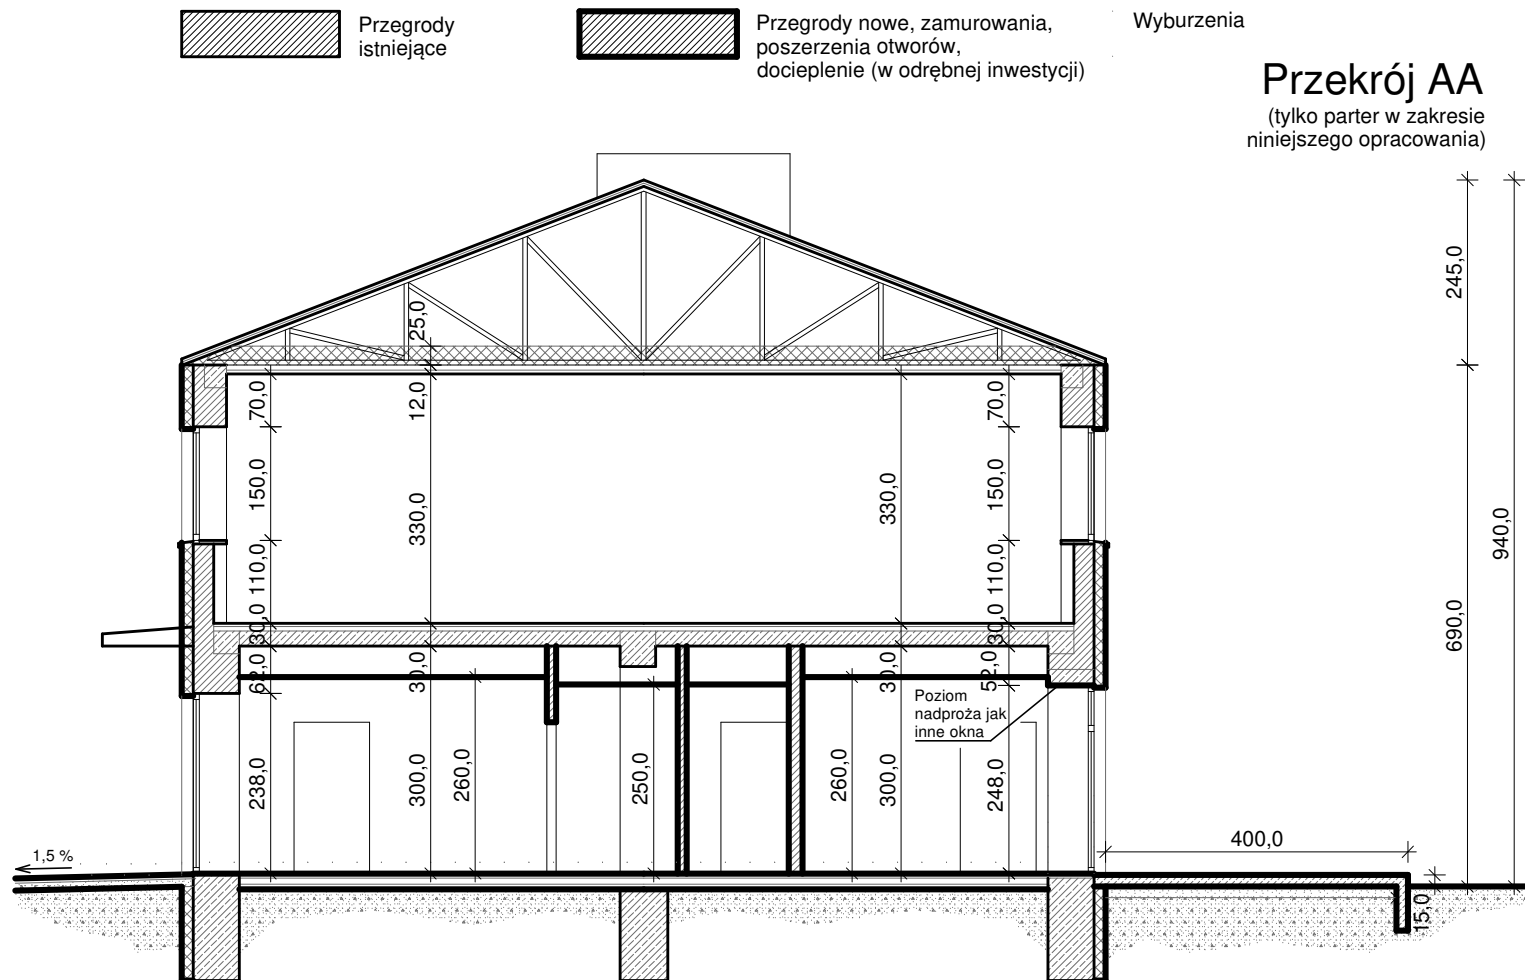 Przegrody
istniejące
Przegrody nowe, zamurowania,
poszerzenia otworów,
docieplenie (w odrębnej inwestycji)
Wyburzenia
Przekrój AA
(tylko parter w zakresie
niniejszego opracowania)
245,0
690,0
940,0
25,0
12,0
70,0
70,0
150,0
330,0
330,0
150,0
110,0
110,0
30,0
30,0
62,0
30,0
30,0
52,0
Poziom
nadproża jak
inne okna
238,0
300,0
260,0
250,0
260,0
300,0
248,0
1,5 %
400,0
15,0